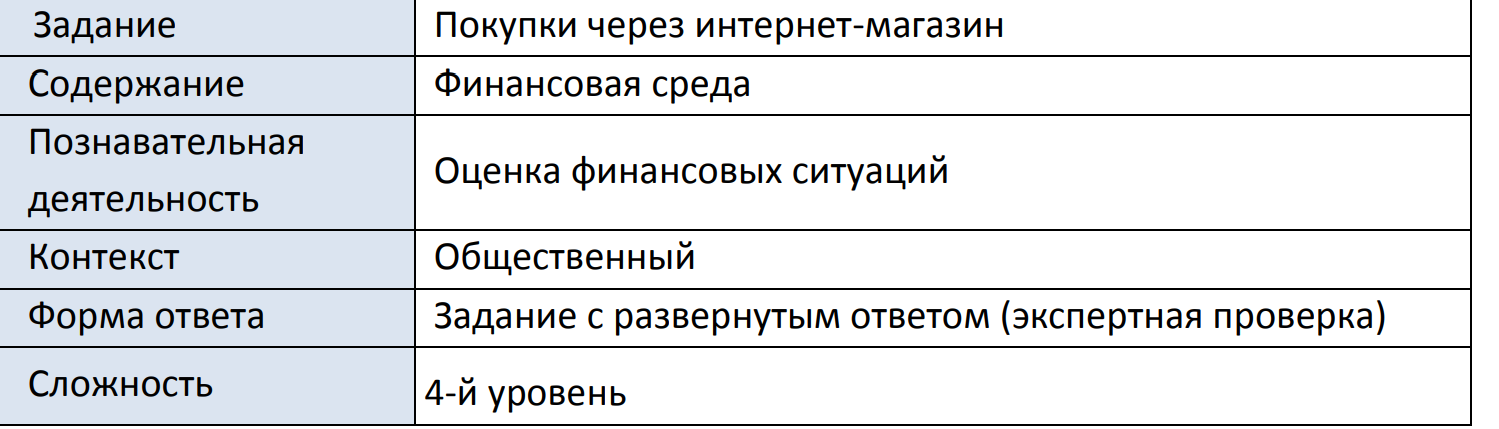 Задание Покупки через интернет-магазин
Содержание Финансовая среда
Познавательная
деятельность
Оценка финансовых ситуаций
Контекст Общественный
Форма ответа Задание с развернутым ответом (экспертная проверка)
Сложность 4-й уровень